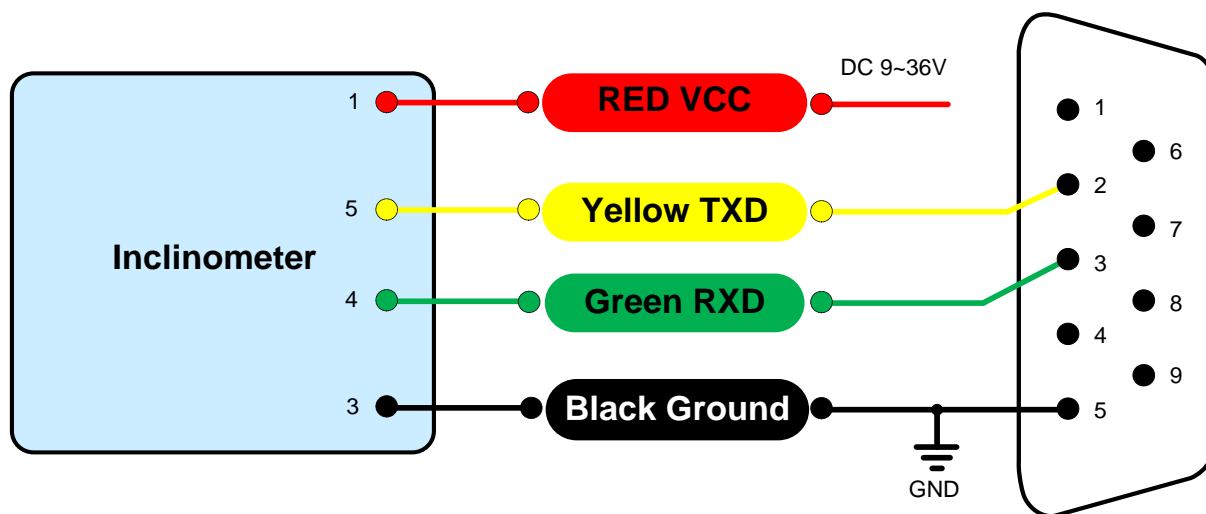 DC 9~36V
1
RED VCC
1
6
5
Yellow TXD
2
7
Inclinometer
3
4
Green RXD
8
4
9
3
Black Ground
5
GND